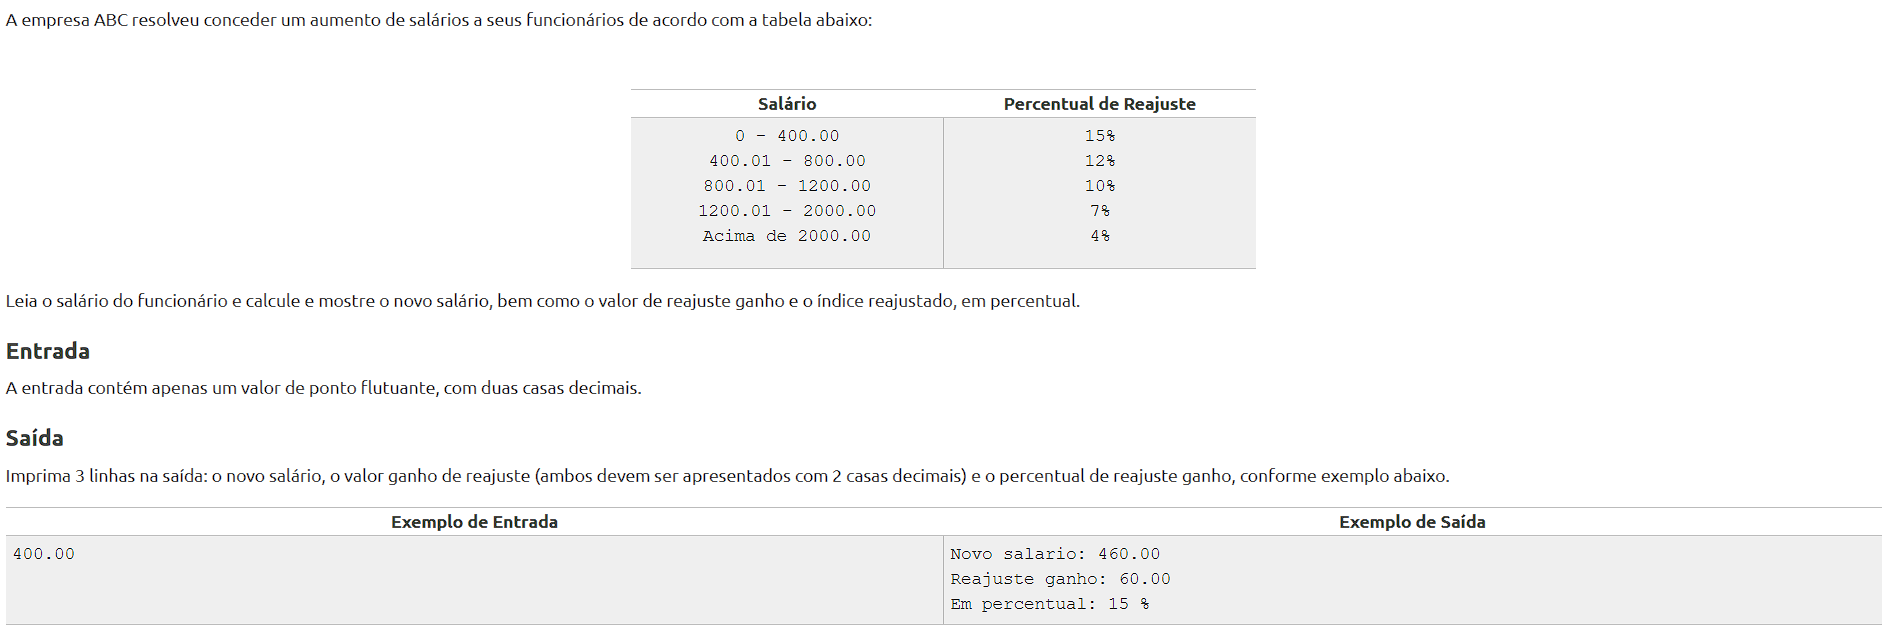 A empresa ABC resolveu conceder um aumento de salários a seus funcionários de acordo com a tabela abaixo:
Salário Percentual de Reajuste
0 - 400.00 15%
400.01 - 800.00 12%
800.01 - 1200.00 10%
1200.01 - 2000.00 7%
Acima de 2000.00 4%
Leia o salário do funcionário e calcule e mostre o novo salário, bem como o valor de reajuste ganho e o índice reajustado, em percentual.
Entrada
A entrada contém apenas um valor de ponto flutuante, com duas casas decimais.
Saída
Imprima 3 linhas na saída: o novo salário, o valor ganho de reajuste (ambos devem ser apresentados com 2 casas decimais) e o percentual de reajuste ganho, conforme exemplo abaixo.
Exemplo de Entrada Exemplo de Saída
400.00 Novo salario: 460.00
Reajuste ganho: 60.00
Em percentual: 15 %